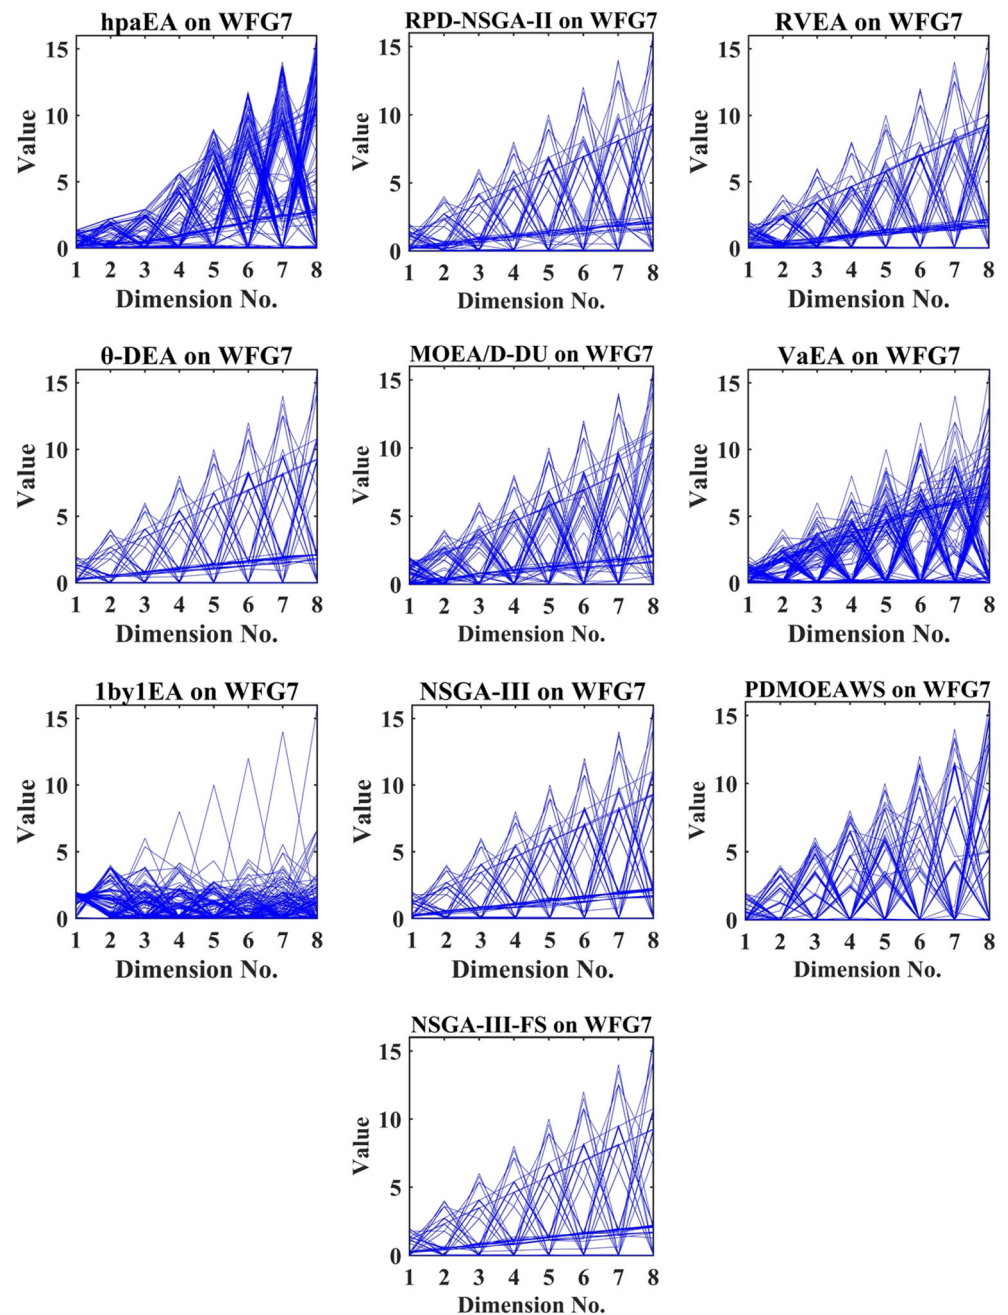 hpaEA on WFG7
15
10
5
0
Value
1 2 3 4 5 6 7 8
Dimension No.
RPD-NSGA-II on WFG7
15
10
5
0
Value
1 2 3 4 5 6 7 8
Dimension No.
RVEA on WFG7
15
10
5
0
Value
1 2 3 4 5 6 7 8
Dimension No.
θ-DEA on WFG7
15
10
5
0
Value
1 2 3 4 5 6 7 8
Dimension No.
MOEA/D-DU on WFG7
15
10
5
0
Value
1 2 3 4 5 6 7 8
Dimension No.
VaEA on WFG7
15
10
5
0
Value
1 2 3 4 5 6 7 8
Dimension No.
1by1EA on WFG7
15
10
5
0
Value
1 2 3 4 5 6 7 8
Dimension No.
NSGA-III on WFG7
15
10
5
0
Value
1 2 3 4 5 6 7 8
Dimension No.
PDMOEAWS on WFG7
15
10
5
0
Value
1 2 3 4 5 6 7 8
Dimension No.
NSGA-III-FS on WFG7
15
10
5
0
Value
1 2 3 4 5 6 7 8
Dimension No.